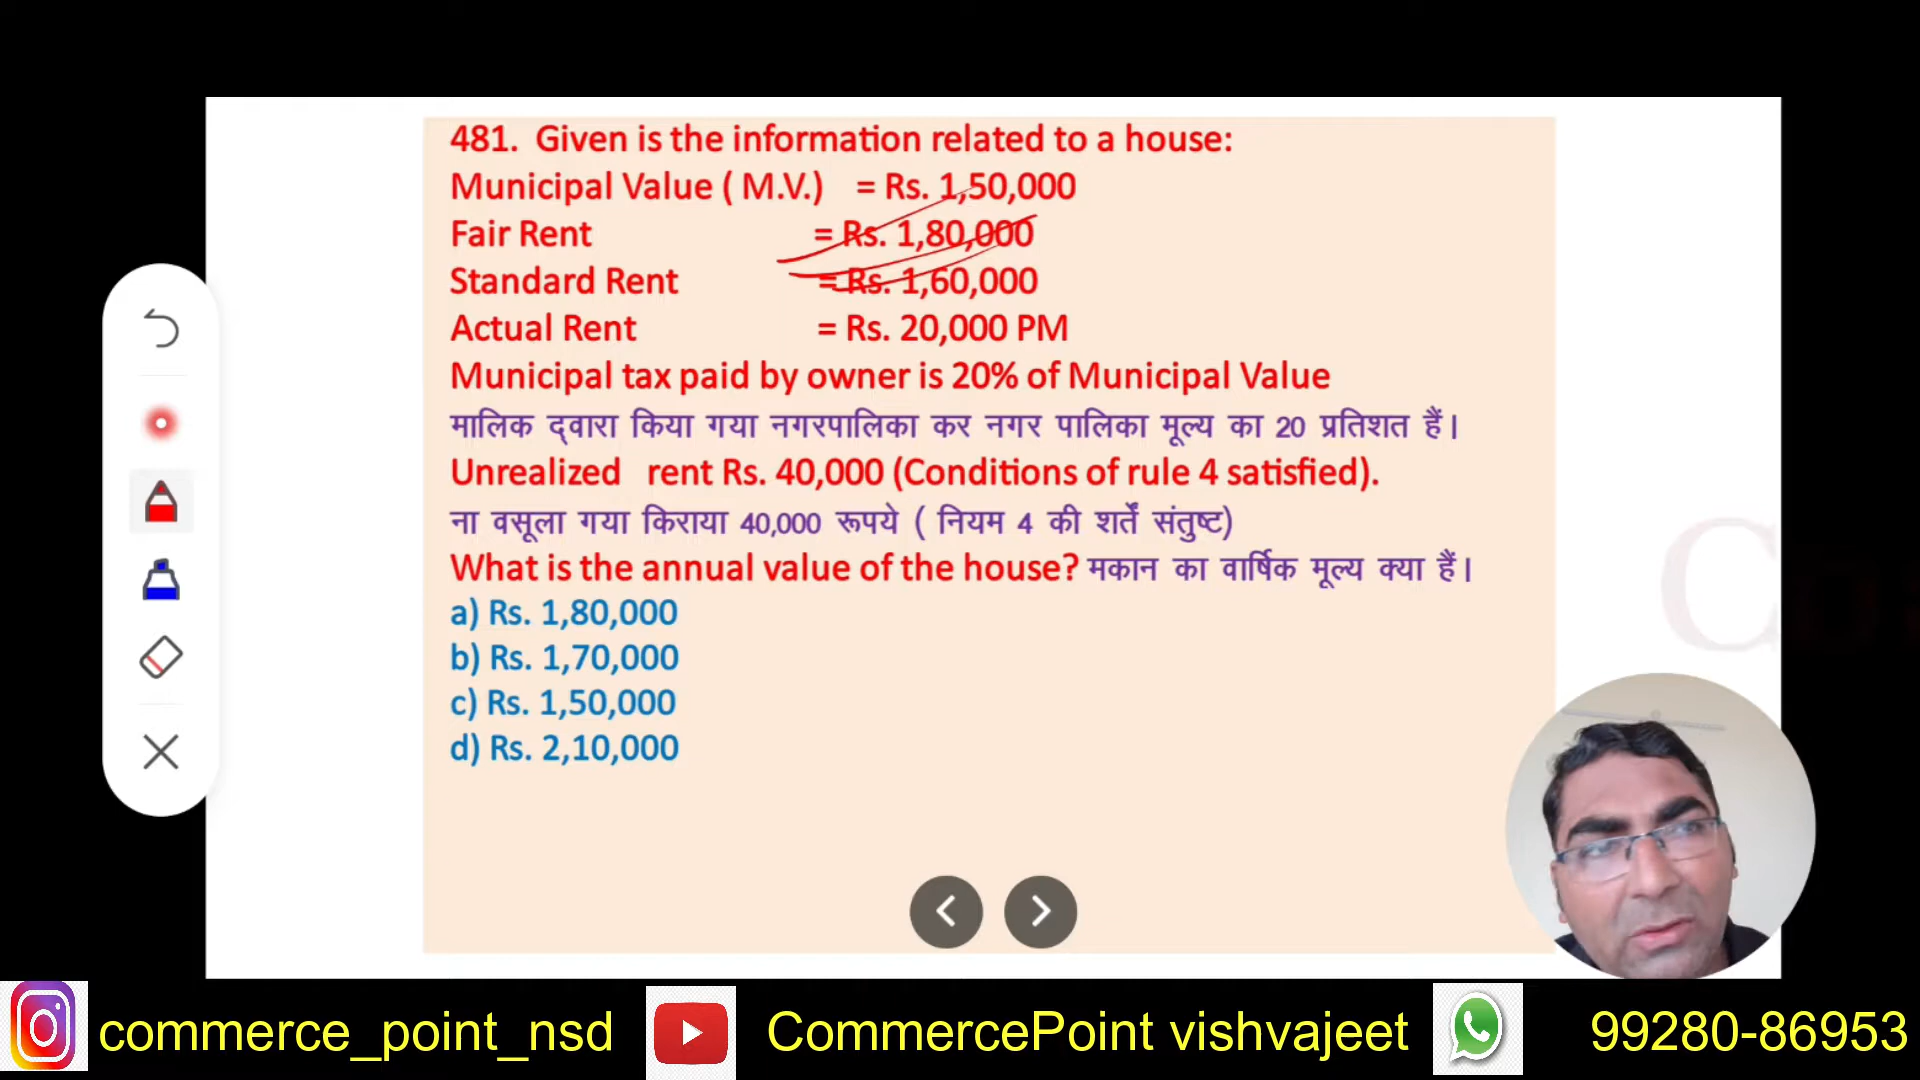 481. Given is the information related to a house:
Municipal Value ( M.V.) = Rs. 1,50,000
Fair Rent = Rs. 1,80,000
Standard Rent = Rs. 1,60,000
Actual Rent = Rs. 20,000 PM
Municipal tax paid by owner is 20% of Municipal Value
मालिक द्वारा किया गया नगरपालिका कर नगर पालिका मूल्य का 20 प्रतिशत हैं।
Unrealized rent Rs. 40,000 (Conditions of rule 4 satisfied).
ना वसूला गया किराया 40,000 रूपये ( नियम 4 की शर्तें संतुष्ट)
What is the annual value of the house? मकान का वार्षिक मूल्य क्या हैं।
a) Rs. 1,80,000
b) Rs. 1,70,000
c) Rs. 1,50,000
d) Rs. 2,10,000
commerce_point_nsd CommercePoint vishvajeet 99280-86953